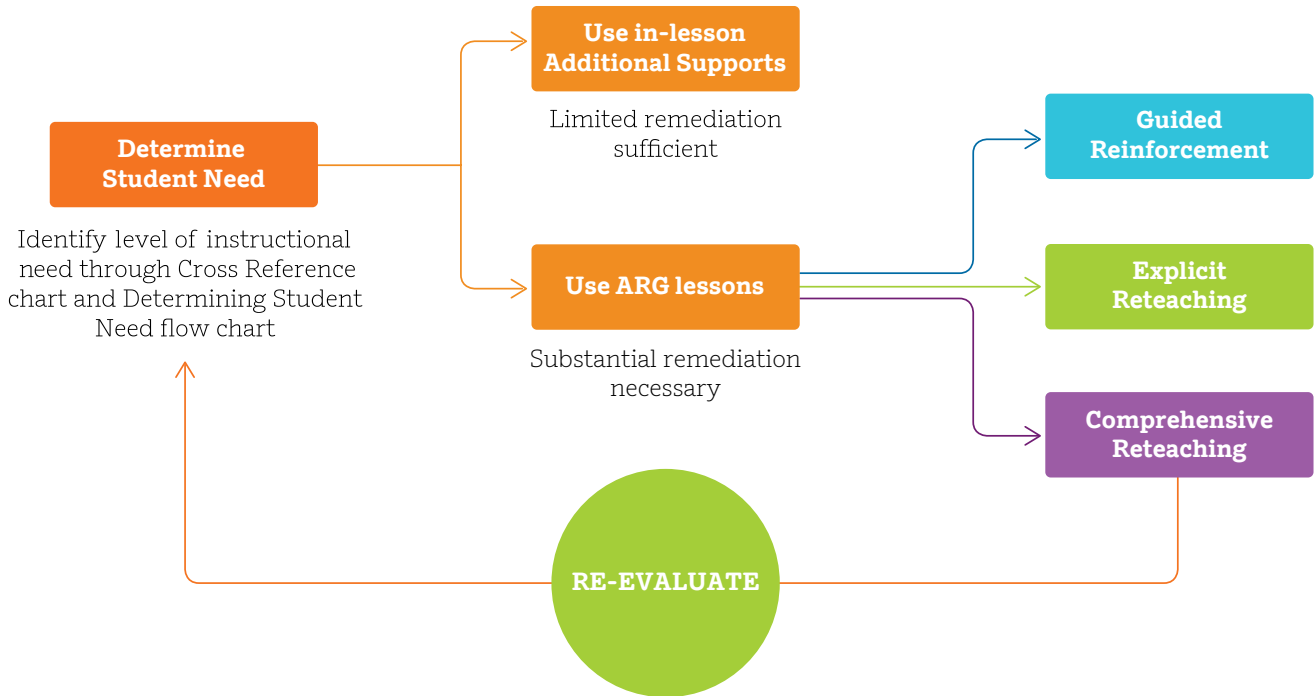 Determine
Student Need
Identify level of instructional
need through Cross Reference
chart and Determining Student
Need flow chart
Use in-lesson
Additional Supports
Limited remediation
sufficient
Use ARG lessons
Substantial remediation
necessary
Guided
Reinforcement
Explicit
Reteaching
Comprehensive
Reteaching
RE-EVALUATE